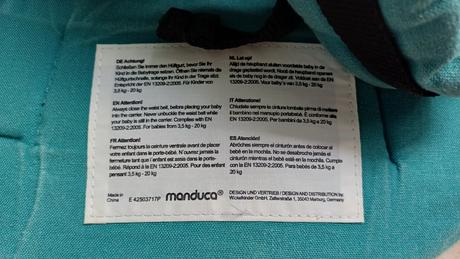 DE Achtung!
Schließen Sie immer den Hüftgurt, bevor Sie Ihr
Kind in die Babytrage setzen. Öffnen Sie niemals die
Hüftgurtschnalle, solange Ihr Kind in der Trage sitzt.
Entspricht der EN 13209-2:2005. Für Kinder von
3,5 kg - 20 kg
EN Attention!
Always close the waist belt, before placing your baby
into the carrier. Never unbuckle the waist belt while
your baby is still in the carrier. Complies with EN
13209-2:2005. For babies from 3,5 kg - 20 kg
FR Attention!
Fermez toujours la ceinture ventrale avant de placer
votre enfant dans le porte-bébé. N'ouvrez jamais la
fermeture tant que l'enfant est assis dans le porte-
bébé. Répond à la EN 13209-2:2005. Pour des enfant
pensant 3,5 kg - 20 kg
NL Let op!
Altijd de heupband sluiten voordat de baby in de
drage geplaatst wordt. Nooit de heupband openen
als de baby nog in de drager zit. Voldoet aan de
EN 13209-2:2005. Voor baby's van
3,5 kg - 20 kg
IT Attenzione!
Chiudete sempre la cintura lombale prima di mettere
il bambino nel marsupio portabebè. È conforme alla
EN 13209-2:2005. Per bambini da 3,5 kg - 20 kg
ES Atención!
Abróchese siempre el cinturón antes de colocar al
bebé en la mochila. No se desabroche jamás el
cinturón mientras el bebé está en la mochila. Cumple
con la EN 13209-2:2005. Para bebés de 3,5 kg a
20 kg
Made in
China
E 42503717P
manduca®
DESIGN UND VERTRIEB / DESIGN AND DISTRIBUTION by:
Wickelkinder GmbH, Zeiferstraße 1, 35043 Marburg, Germany